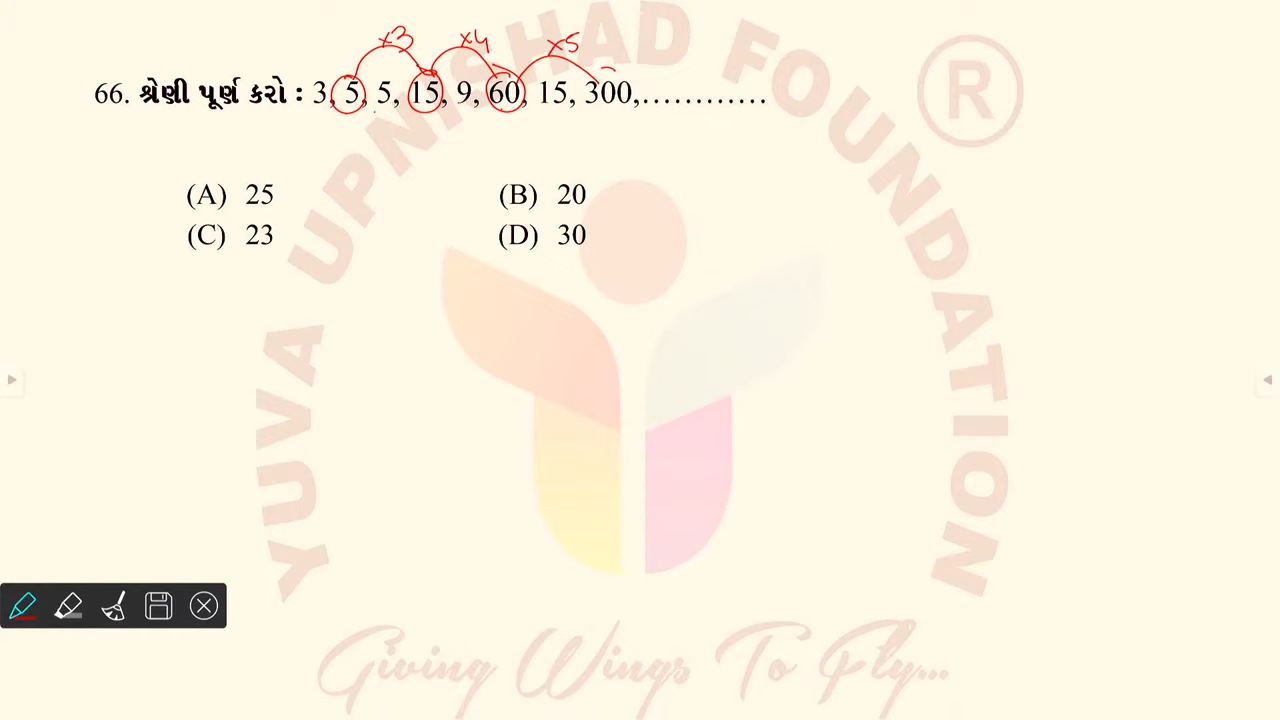 ×3 ×4 ×5
66. શ્રેણી પૂર્ણ કરો : 3, 5, 5, 15, 9, 60, 15, 300,............
(A) 25 (B) 20
(C) 23 (D) 30
YUVA UPNISHAD FOUNDATION
®
Giving Wings To Fly...